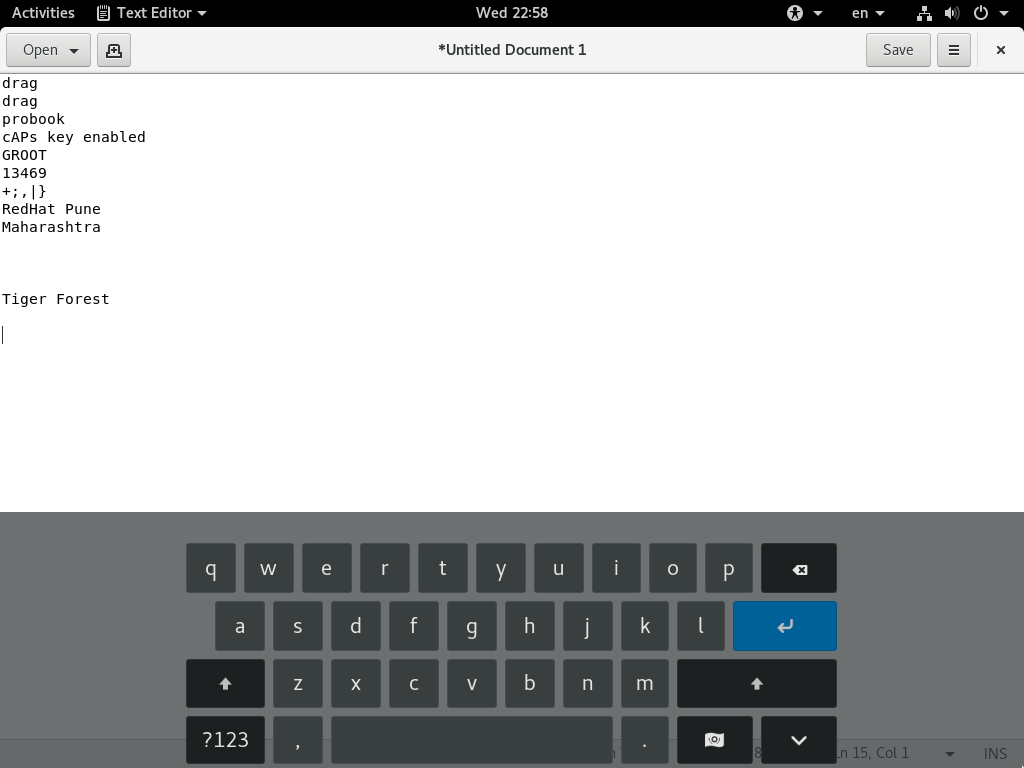 Activities Text Editor Wed 22:58 en
Open *Untitled Document 1 Save
drag
drag
probook
cAPs key enabled
GROOT
13469
+;,|}
RedHat Pune
Maharashtra
Tiger Forest
q w e r t y u i o p
a s d f g h j k l
z x c v b n m
?123 , .
Ln 15, Col 1 INS